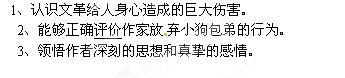 1、认识文革给人身心造成的巨大伤害。
2、能够正确评价作家放弃小狗包弟的行为。
3、领悟作者深刻的思想和真挚的感情。